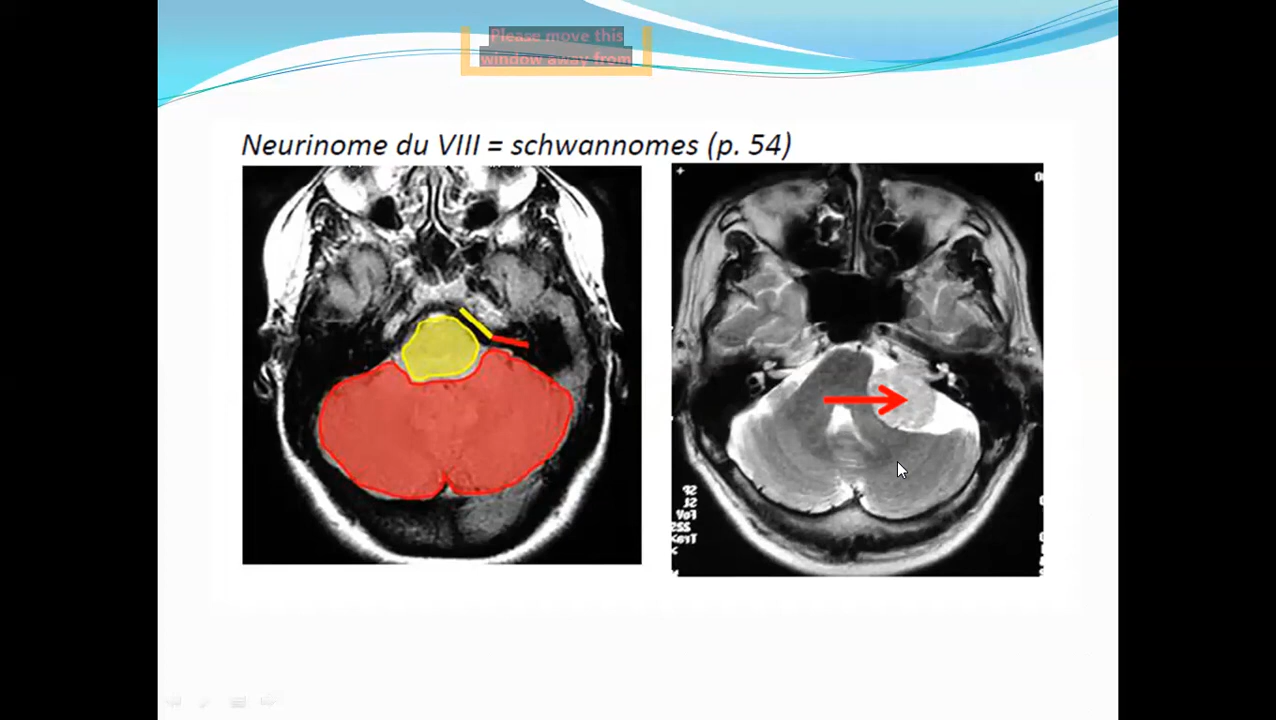 Please move this
window away from
Neurinome du VIII = schwannomes (p. 54)